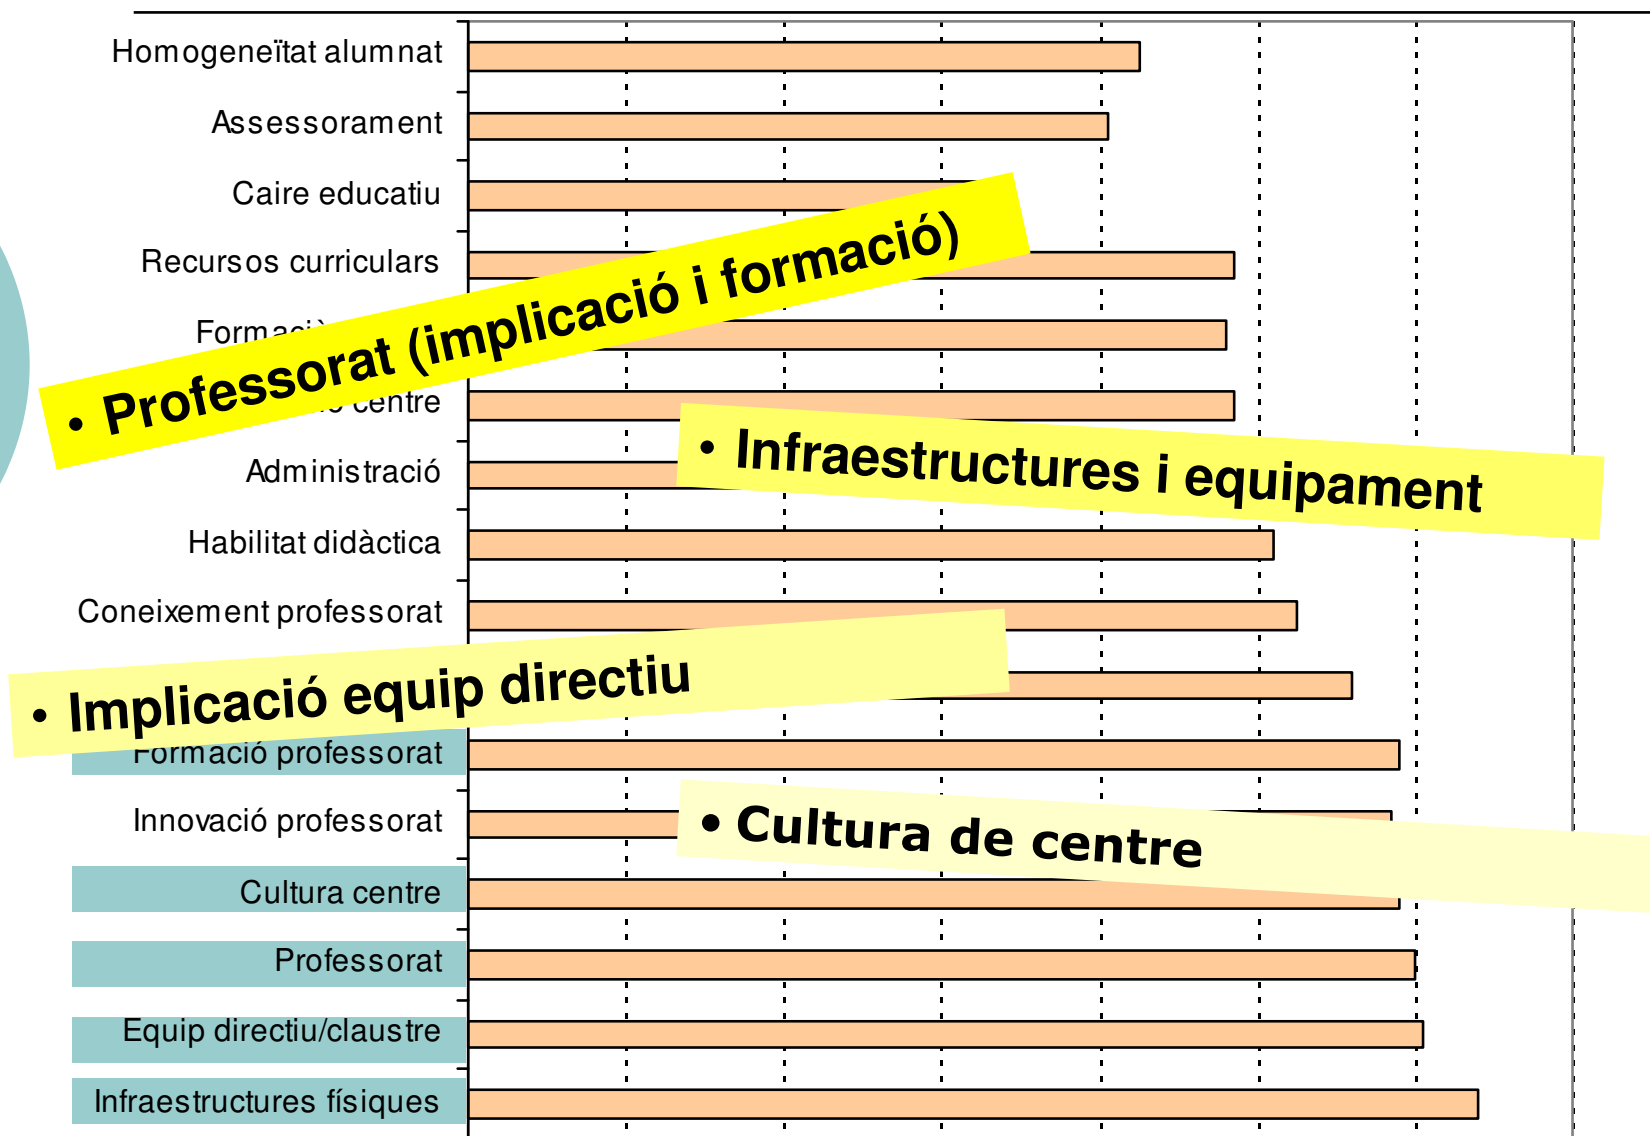 Homogeneïtat alumnat
Assessorament
Caire educatiu
Recursos curriculars
• Professorat (implicació i formació)
centre
• Infraestructures i equipament
Administració
Habilitat didàctica
Coneixement professorat
• Implicació equip directiu
Formació professorat
Innovació professorat
• Cultura de centre
Cultura centre
Professorat
Equip directiu/claustre
Infraestructures físiques